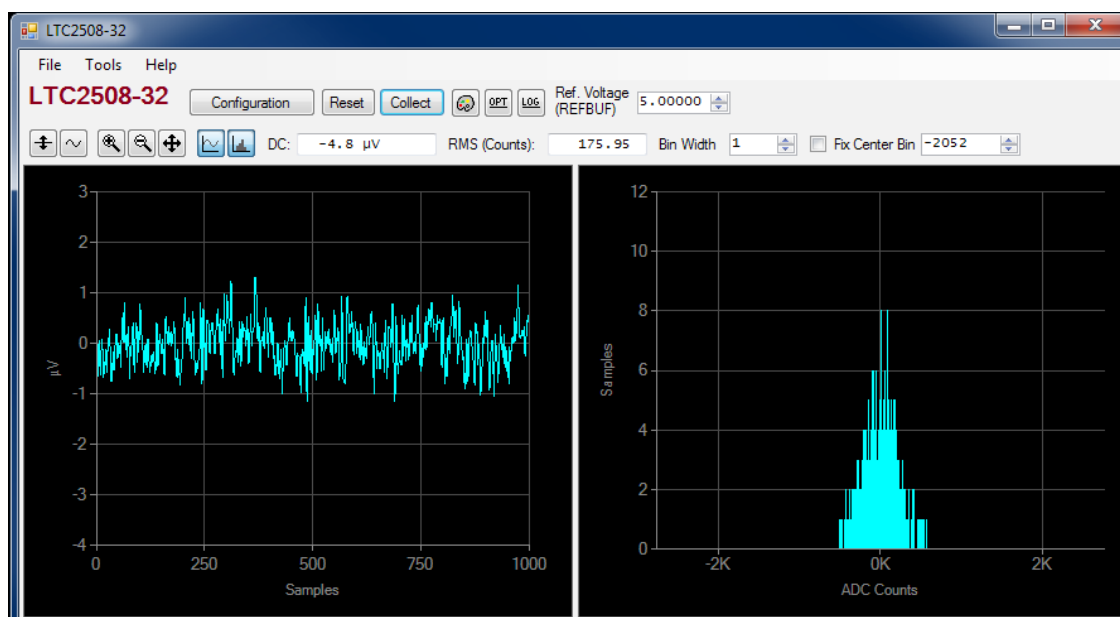 LTC2508-32
File Tools Help
LTC2508-32 Configuration Reset Collect OPT LOG Ref. Voltage (REFBUF) 5.00000
DC: -4.8 µV RMS (Counts): 175.95 Bin Width 1 Fix Center Bin -2052
3
2
1
0
-1
-2
-3
-4
µV
0 250 500 750 1000
Samples
12
10
8
6
4
2
0
Samples
-2K 0K 2K
ADC Counts